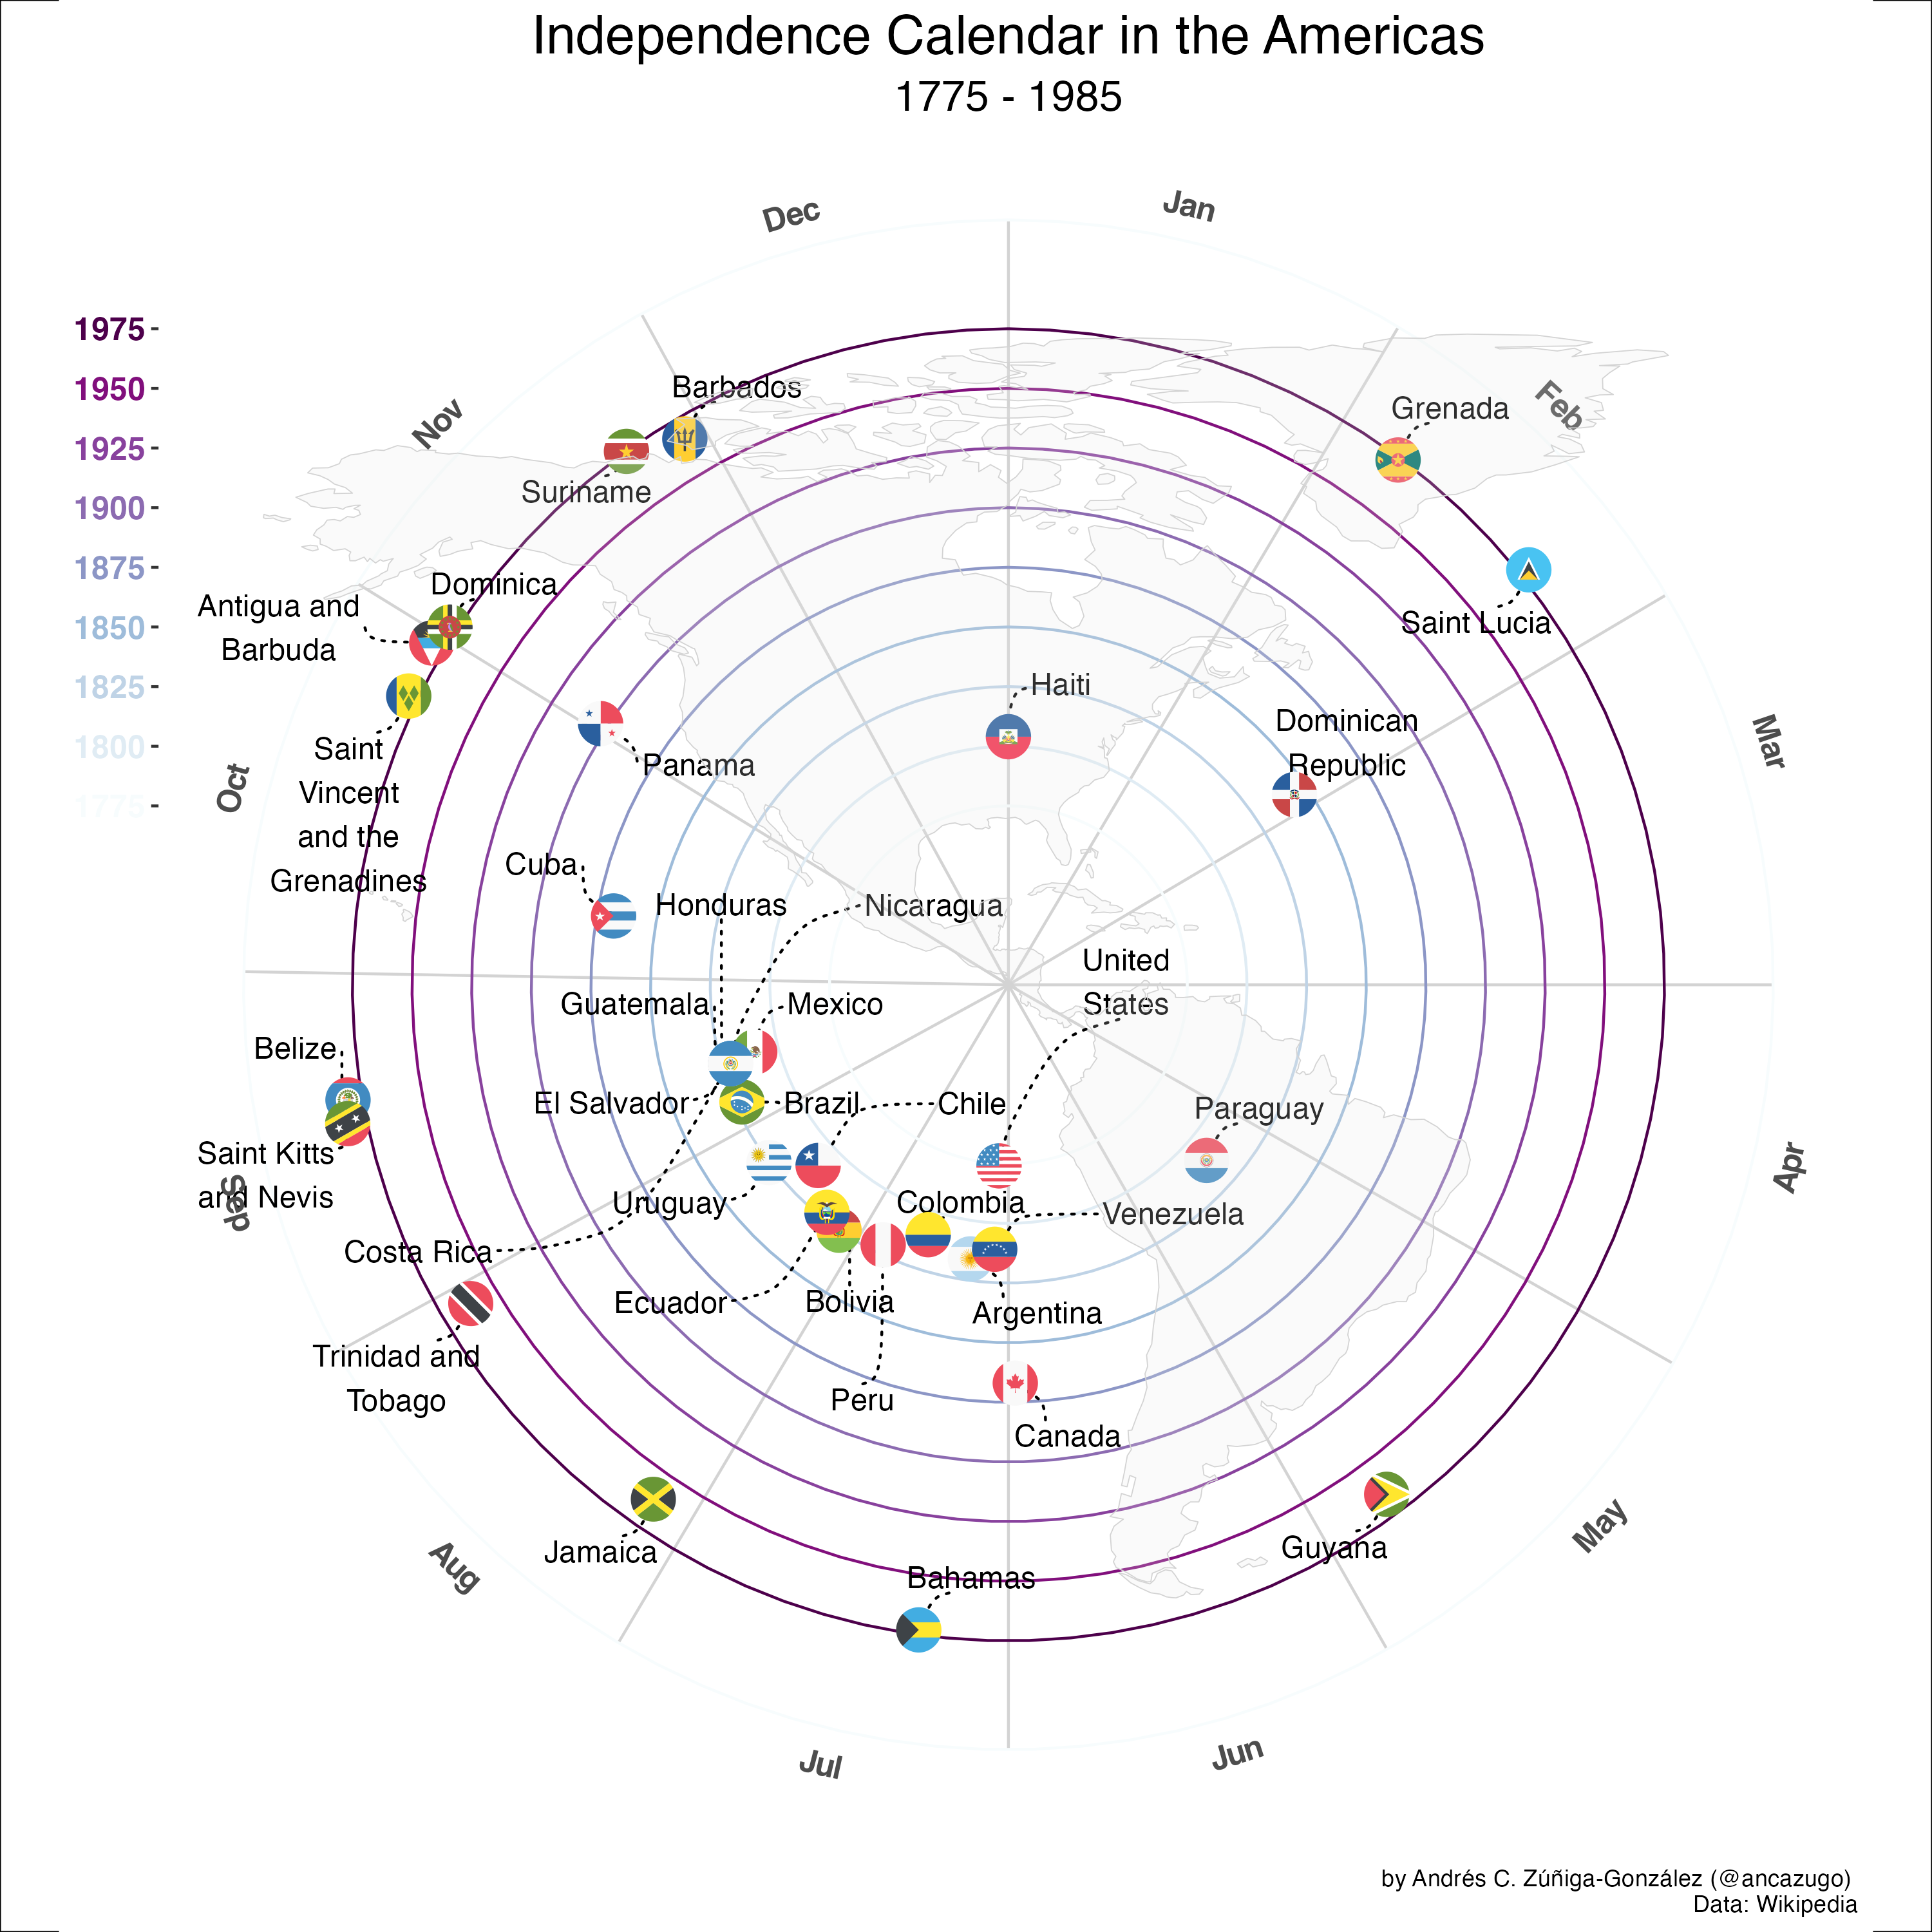 Independence Calendar in the Americas
1775 - 1985
Dec
Jan
1975
1950
1925
1900
1875
1850
1825
1800
1775
Nov
Barbados
Suriname
Grenada
Feb
Dominica
Antigua and
Barbuda
Saint Lucia
Saint
Vincent
and the
Grenadines
Oct
Panama
Haiti
Dominican
Republic
Mar
Cuba
Honduras
Nicaragua
United
States
Guatemala
Mexico
Belize
El Salvador
Brazil
Chile
Paraguay
Saint Kitts
and Nevis
Sep
Apr
Uruguay
Colombia
Venezuela
Costa Rica
Ecuador
Bolivia
Argentina
Trinidad and
Tobago
Peru
Canada
Jamaica
Guyana
May
Aug
Bahamas
Jul
Jun
by Andrés C. Zúñiga-González (@ancazugo)
Data: Wikipedia